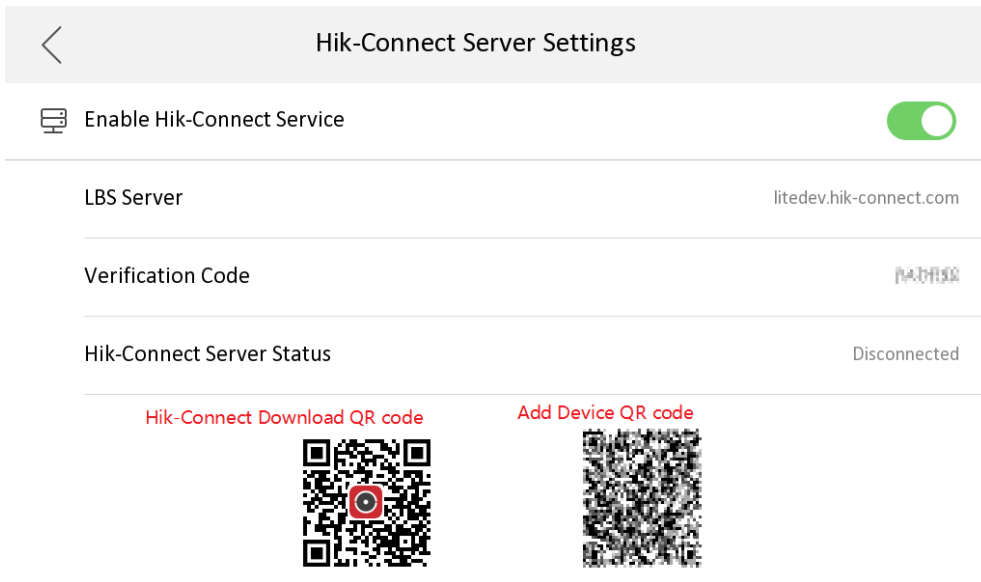 Hik-Connect Server Settings
Enable Hik-Connect Service
LBS Server
litedev.hik-connect.com
Verification Code
Hik-Connect Server Status
Disconnected
Hik-Connect Download QR code
Add Device QR code